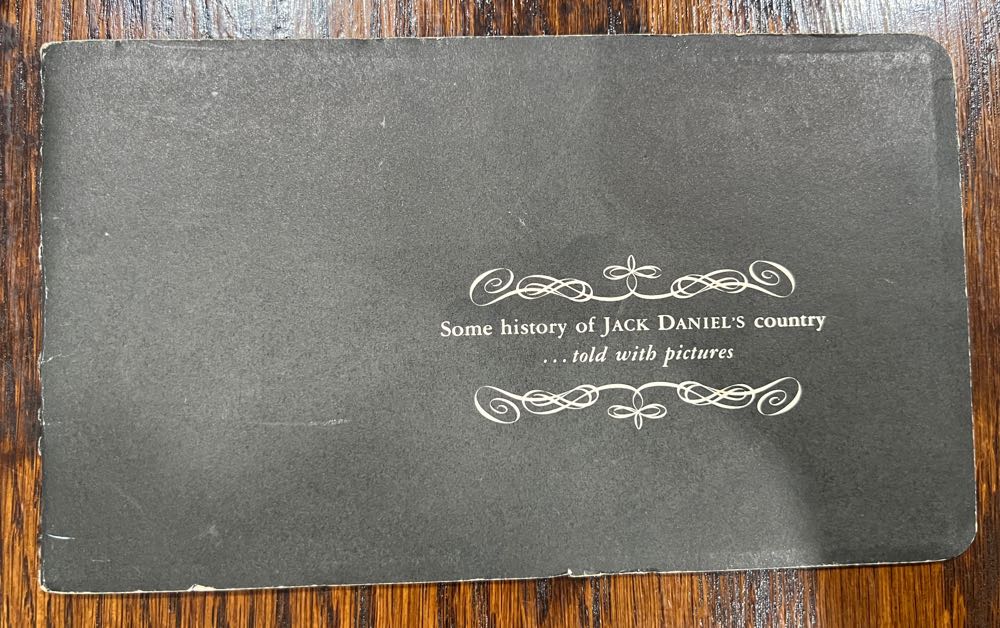 Some history of JACK DANIEL'S country
...told with pictures